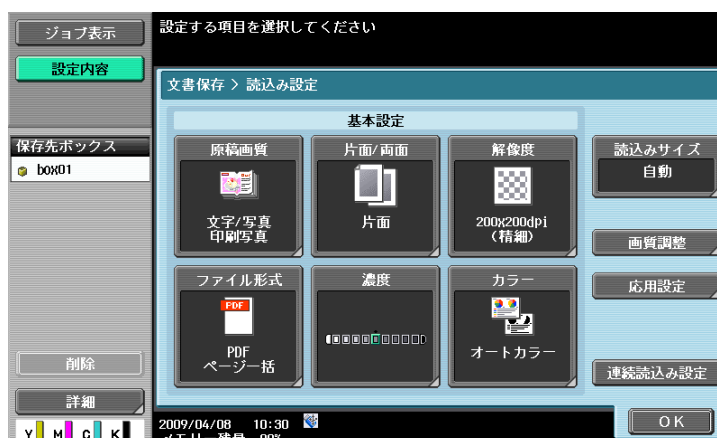 ジョブ表示
設定内容
保存先ボックス
box01
削除
詳細
Y M C K
設定する項目を選択してください
文書保存 > 読込み設定
基本設定
原稿画質
文字/写真
印刷写真
片面/両面
片面
解像度
200x200dpi
(精細)
ファイル形式
PDF
PDF
ページ一括
濃度
カラー
オートカラー
読込みサイズ
自動
画質調整
応用設定
連続読込み設定
2009/04/08 10:30
OK